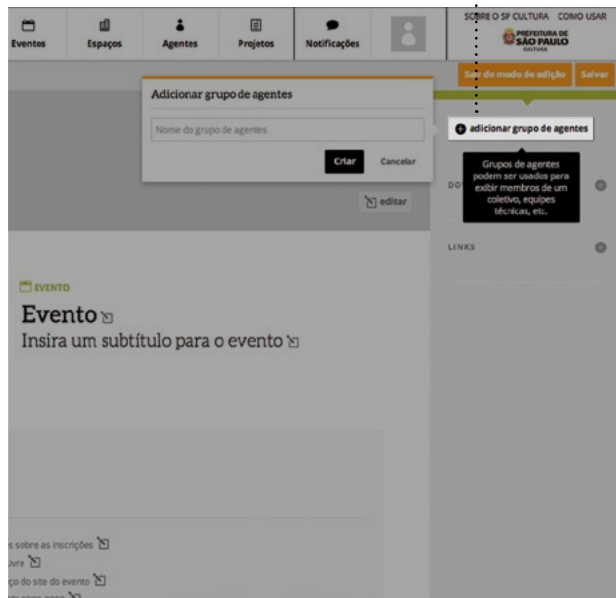 SOBRE O SP CULTURA COMO USAR
Eventos Espaços Agentes Projetos Notificações
PREFEITURA DE
SÃO PAULO
CULTURA
Sair do modo de edição Salvar
Adicionar grupo de agentes
Nome do grupo de agentes
Criar Cancelar
adicionar grupo de agentes
Grupos de agentes
podem ser usados para
exibir membros de um
coletivo, equipes
técnicas, etc.
DO
editar
LINKS
EVENTO
Evento
Insira um subtítulo para o evento
s sobre as inscrições
ivre
ço do site do evento